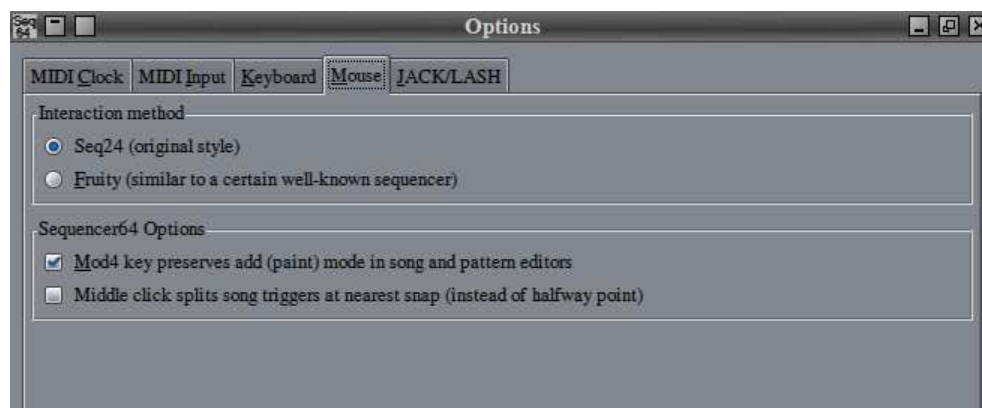 Seq
64
Options
MIDI Clock MIDI Input Keyboard Mouse JACK/LASH
Interaction method
Seq24 (original style)
Fruity (similar to a certain well-known sequencer)
Sequencer64 Options
Mod4 key preserves add (paint) mode in song and pattern editors
Middle click splits song triggers at nearest snap (instead of halfway point)